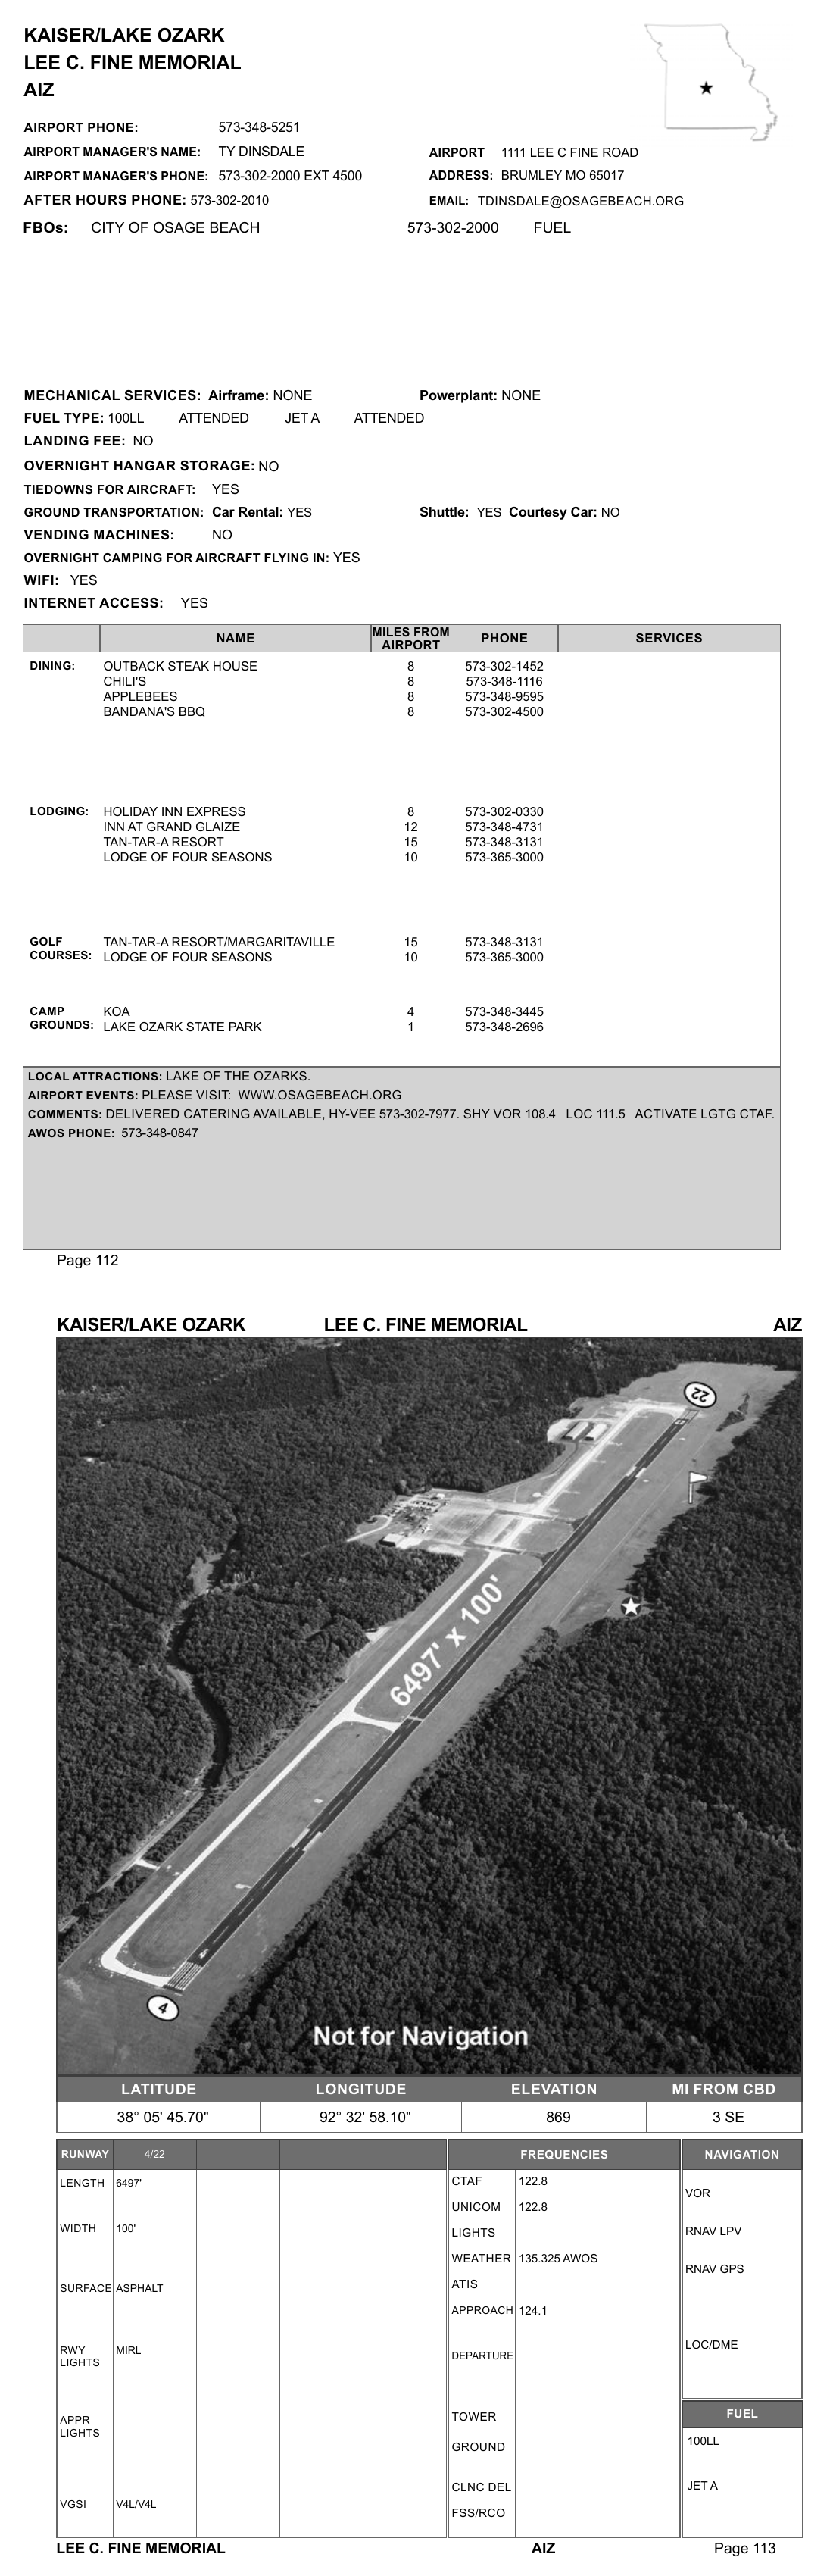 KAISER/LAKE OZARK
LEE C. FINE MEMORIAL
AIZ
AIRPORT PHONE: 573-348-5251
AIRPORT MANAGER'S NAME: TY DINSDALE
AIRPORT MANAGER'S PHONE: 573-302-2000 EXT 4500
AFTER HOURS PHONE: 573-302-2010
AIRPORT 1111 LEE C FINE ROAD
ADDRESS: BRUMLEY MO 65017
EMAIL: TDINSDALE@OSAGEBEACH.ORG
FBOs: CITY OF OSAGE BEACH 573-302-2000 FUEL
MECHANICAL SERVICES: Airframe: NONE Powerplant: NONE
FUEL TYPE: 100LL ATTENDED JET A ATTENDED
LANDING FEE: NO
OVERNIGHT HANGAR STORAGE: NO
TIEDOWNS FOR AIRCRAFT: YES
GROUND TRANSPORTATION: Car Rental: YES Shuttle: YES Courtesy Car: NO
VENDING MACHINES: NO
OVERNIGHT CAMPING FOR AIRCRAFT FLYING IN: YES
WIFI: YES
INTERNET ACCESS: YES
NAME MILES FROM AIRPORT PHONE SERVICES
DINING: OUTBACK STEAK HOUSE 8 573-302-1452
CHILI'S 8 573-348-1116
APPLEBEES 8 573-348-9595
BANDANA'S BBQ 8 573-302-4500
LODGING: HOLIDAY INN EXPRESS 8 573-302-0330
INN AT GRAND GLAIZE 12 573-348-4731
TAN-TAR-A RESORT 15 573-348-3131
LODGE OF FOUR SEASONS 10 573-365-3000
GOLF TAN-TAR-A RESORT/MARGARITAVILLE 15 573-348-3131
COURSES: LODGE OF FOUR SEASONS 10 573-365-3000
CAMP KOA 4 573-348-3445
GROUNDS: LAKE OZARK STATE PARK 1 573-348-2696
LOCAL ATTRACTIONS: LAKE OF THE OZARKS.
AIRPORT EVENTS: PLEASE VISIT: WWW.OSAGEBEACH.ORG
COMMENTS: DELIVERED CATERING AVAILABLE, HY-VEE 573-302-7977. SHY VOR 108.4 LOC 111.5 ACTIVATE LGTG CTAF.
AWOS PHONE: 573-348-0847
Page 112
KAISER/LAKE OZARK LEE C. FINE MEMORIAL AIZ
22
6497' x 100'
4
Not for Navigation
LATITUDE LONGITUDE ELEVATION MI FROM CBD
38° 05' 45.70" 92° 32' 58.10" 869 3 SE
RUNWAY 4/22
LENGTH 6497'
WIDTH 100'
SURFACE ASPHALT
RWY LIGHTS MIRL
APPR LIGHTS
VGSI V4L/V4L
FREQUENCIES
CTAF 122.8
UNICOM 122.8
LIGHTS
WEATHER 135.325 AWOS
ATIS
APPROACH 124.1
DEPARTURE
TOWER
GROUND
CLNC DEL
FSS/RCO
NAVIGATION
VOR
RNAV LPV
RNAV GPS
LOC/DME
FUEL
100LL
JET A
LEE C. FINE MEMORIAL AIZ Page 113